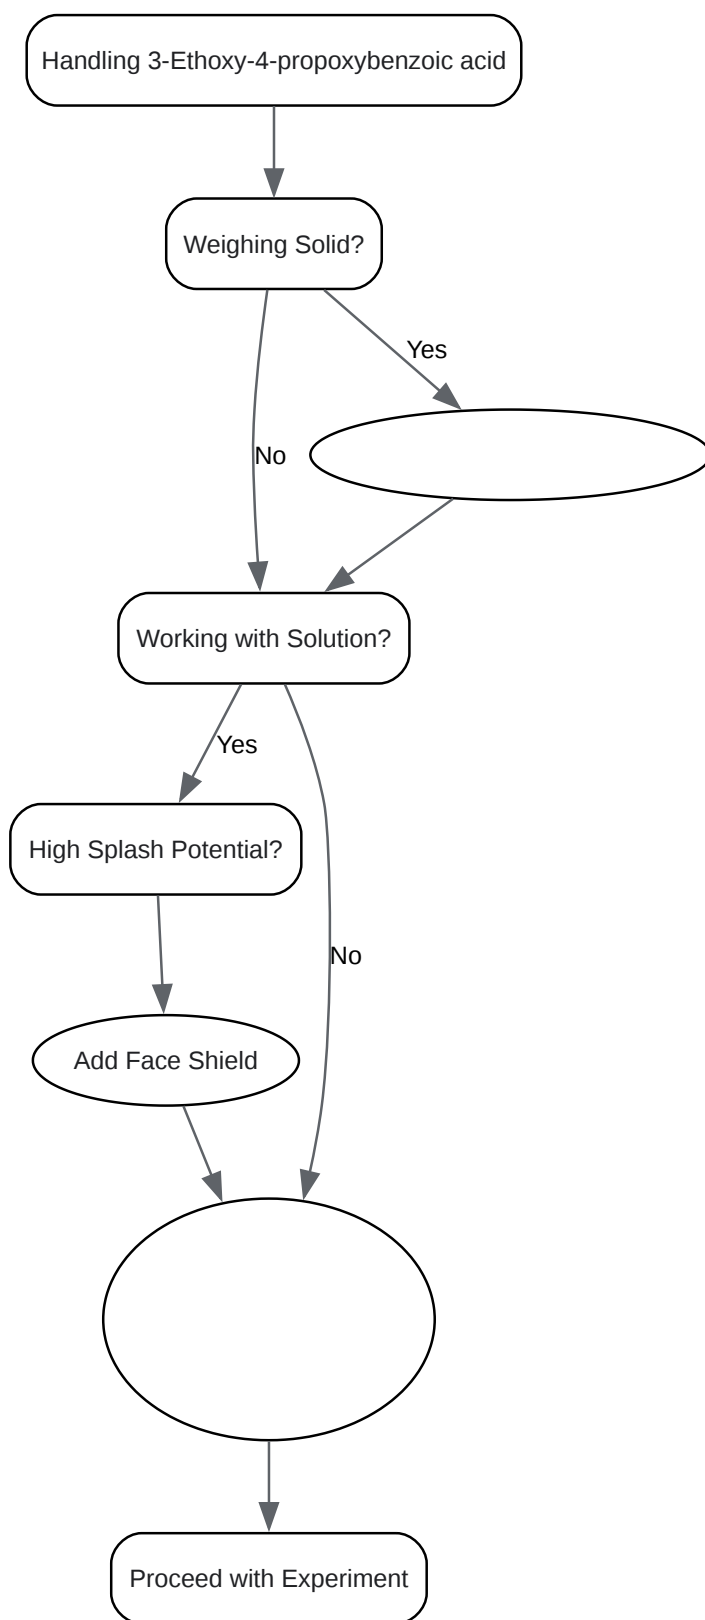 Handling 3-Ethoxy-4-propoxybenzoic acid
Weighing Solid?
Yes
No
Working with Solution?
Yes
High Splash Potential?
No
Add Face Shield
Proceed with Experiment